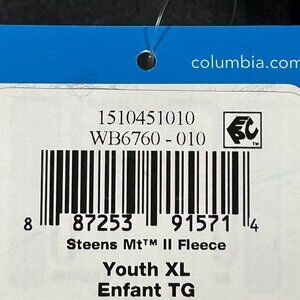 columbia.com
1510451010
WB6760 - 010
8 87253 91571 4
Steens Mt™ II Fleece
Youth XL
Enfant TG